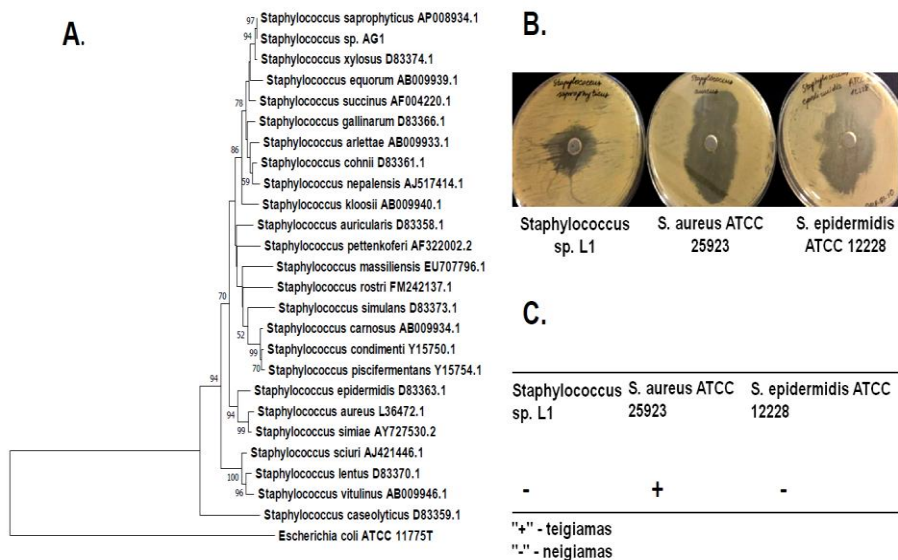 A.
97
94
78
86
59
70
52
99
70
94
94
99
100
96
Staphylococcus saprophyticus AP008934.1
Staphylococcus sp. AG1
Staphylococcus xylosus D83374.1
Staphylococcus equorum AB009939.1
Staphylococcus succinus AF004220.1
Staphylococcus gallinarum D83366.1
Staphylococcus arlettae AB009933.1
Staphylococcus cohnii D83361.1
Staphylococcus nepalensis AJ517414.1
Staphylococcus kloosii AB009940.1
Staphylococcus auricularis D83358.1
Staphylococcus pettenkoferi AF322002.2
Staphylococcus massiliensis EU707796.1
Staphylococcus rostri FM242137.1
Staphylococcus simulans D83373.1
Staphylococcus carnosus AB009934.1
Staphylococcus condimenti Y15750.1
Staphylococcus piscifermentans Y15754.1
Staphylococcus epidermidis D83363.1
Staphylococcus aureus L36472.1
Staphylococcus simiae AY727530.2
Staphylococcus sciuri AJ421446.1
Staphylococcus lentus D83370.1
Staphylococcus vitulinus AB009946.1
Staphylococcus caseolyticus D83359.1
Escherichia coli ATCC 11775T
B.
Staphylococcus
sp. L1
S. aureus ATCC
25923
S. epidermidis
ATCC 12228
C.
Staphylococcus
sp. L1
S. aureus ATCC
25923
S. epidermidis ATCC
12228
-
+
-
"+" - teigiamas
"-" - neigiamas